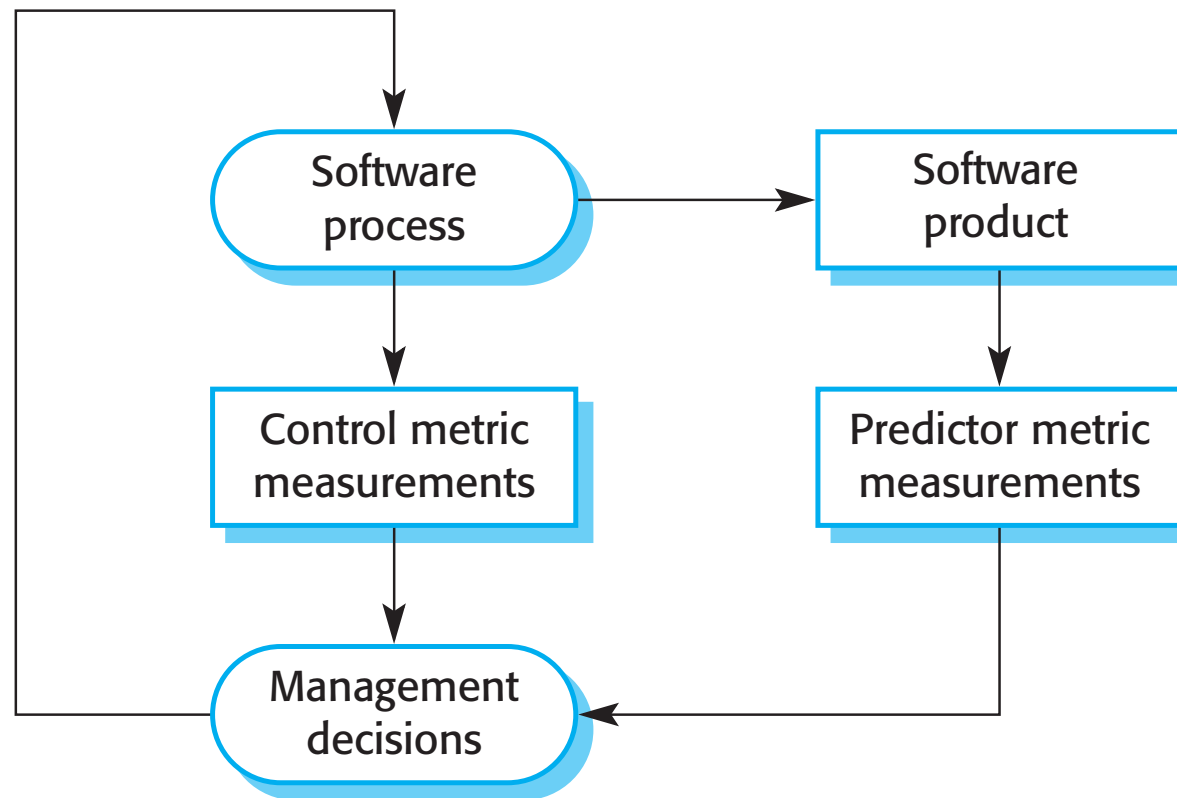 Software
process
Software
product
Control metric
measurements
Predictor metric
measurements
Management
decisions